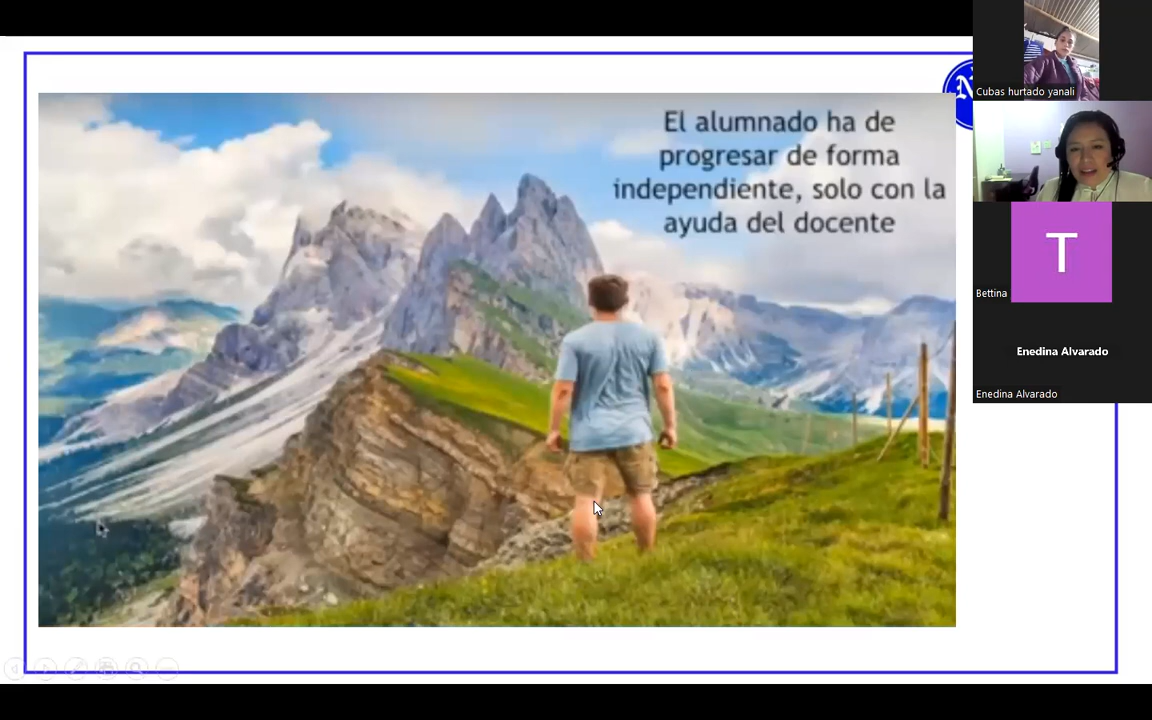 El alumnado ha de
progresar de forma
independiente, solo con la
ayuda del docente
Cubas hurtado yanali
T
Bettina
Enedina Alvarado
Enedina Alvarado